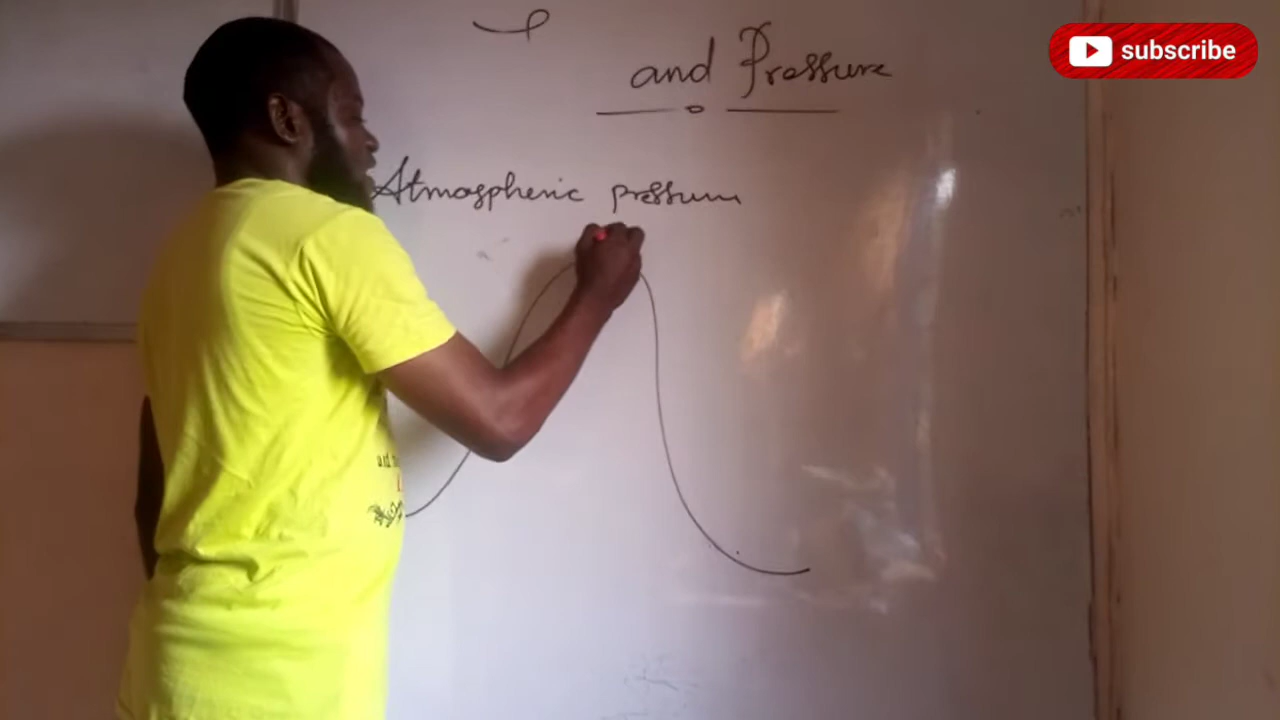 subscribe
and Pressure
Atmospheric pressure